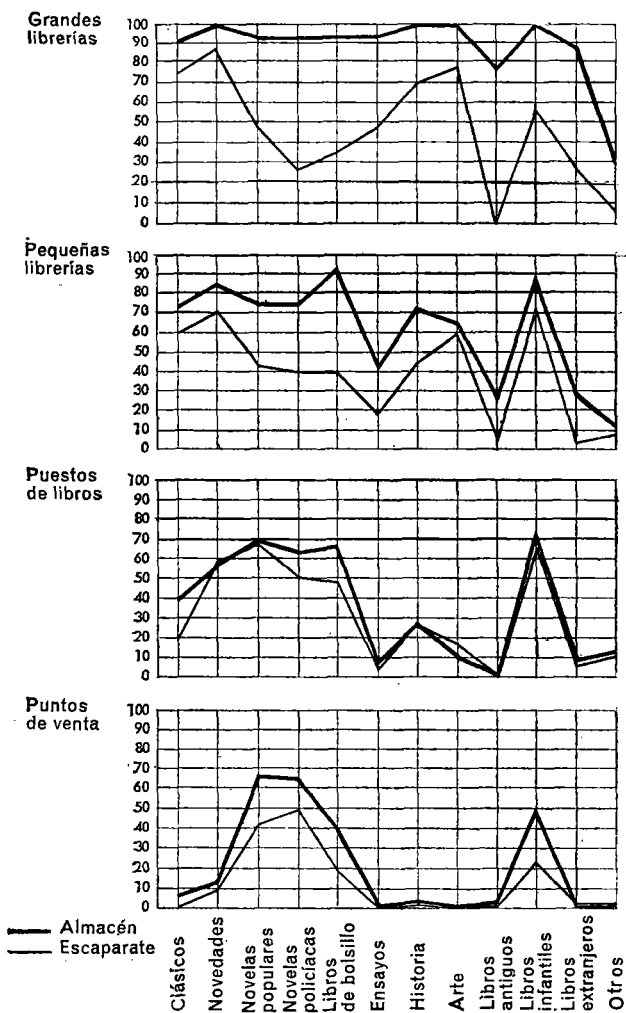 Grandes
librerías
100
90
80
70
60
50
40
30
20
10
0
Pequeñas
librerías
100
90
80
70
60
50
40
30
20
10
0
Puestos
de libros
100
90
80
70
60
50
40
30
20
10
0
Puntos
de venta
100
90
80
70
60
50
40
30
20
10
0
Almacén
Escaparate
Clásicos
Novedades
Novelas
populares
Novelas
policíacas
Libros
de bolsillo
Ensayos
Historia
Arte
Libros
antiguos
Libros
infantiles
Libros
extranjeros
Otros